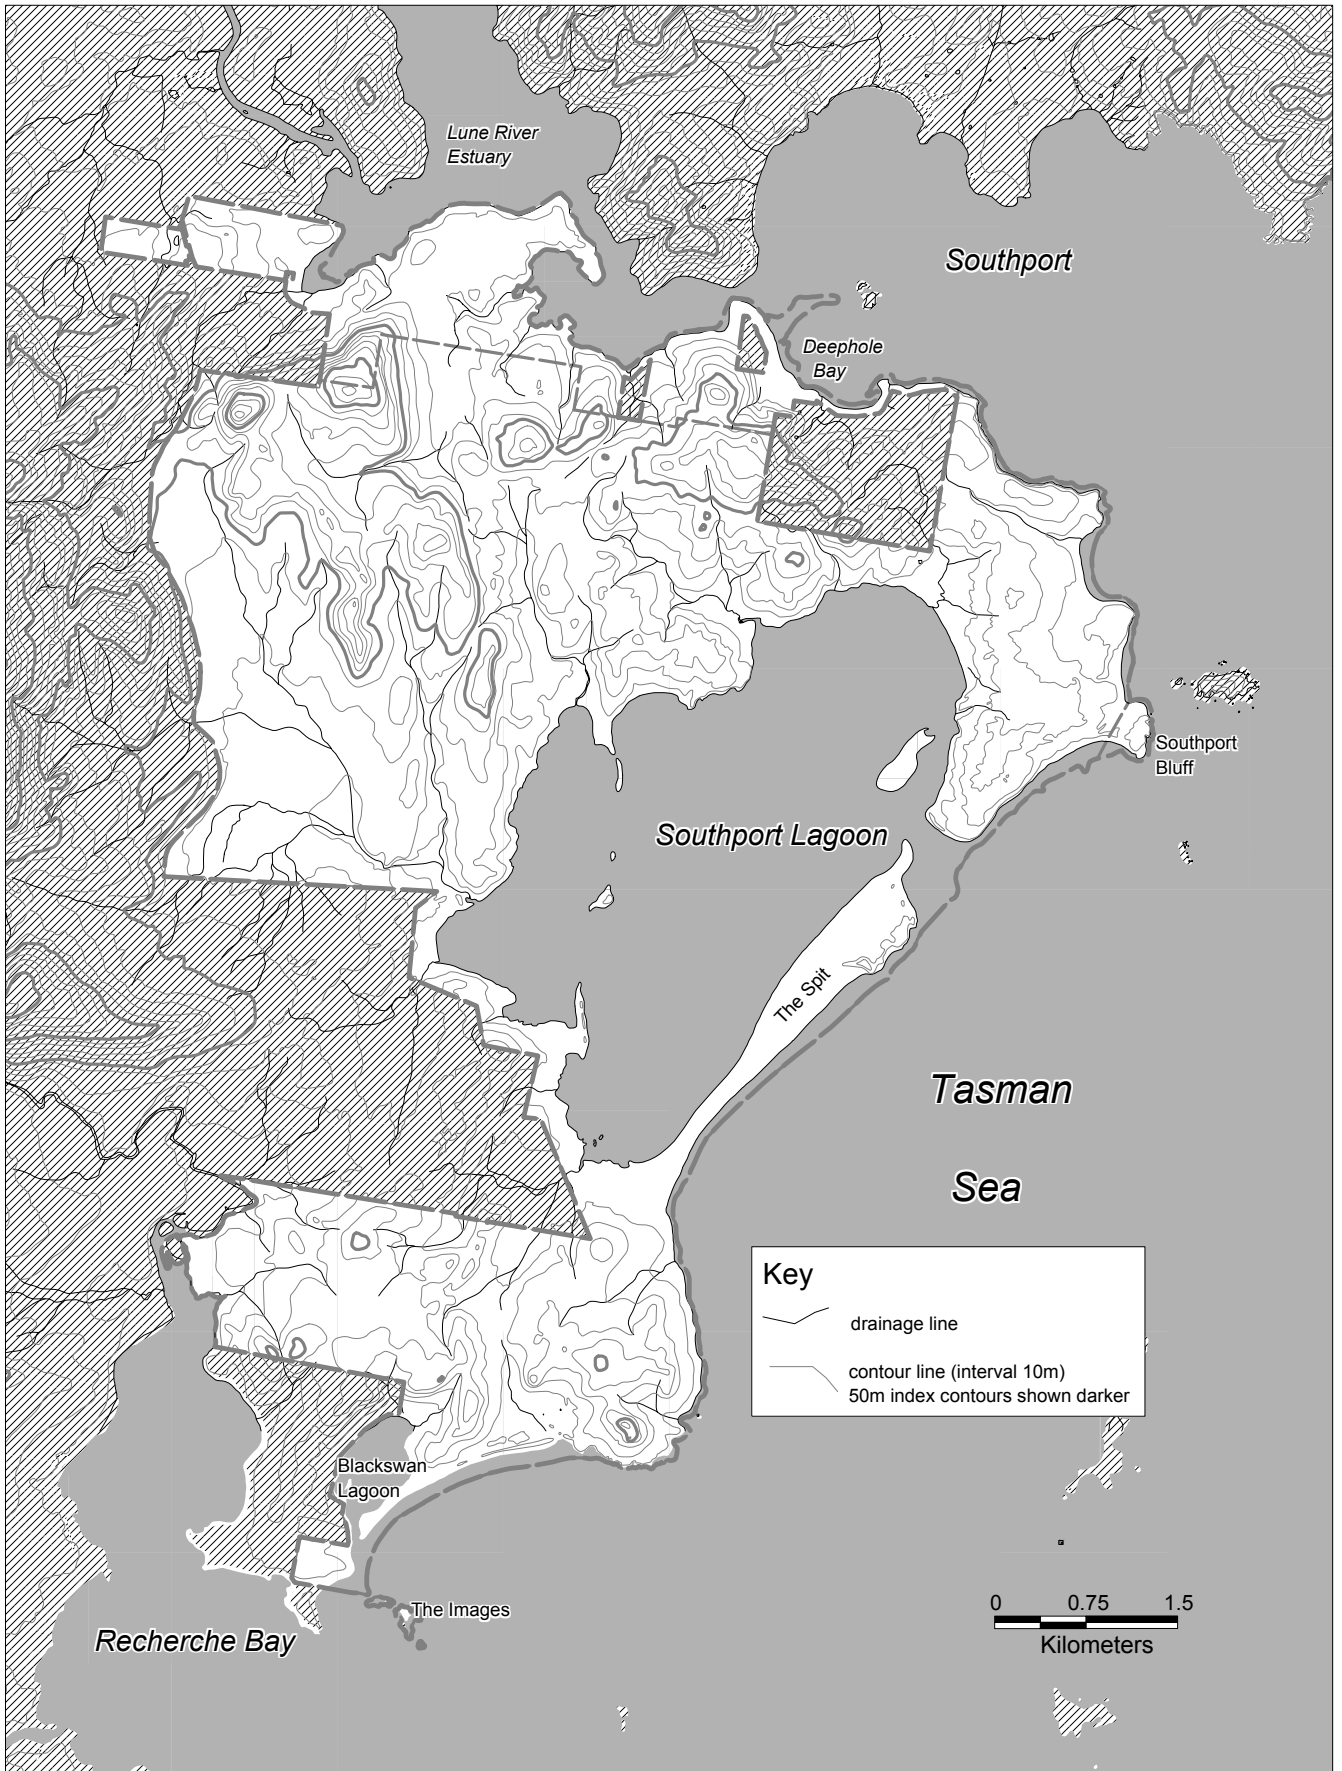 Lune River
Estuary
Southport
Deephole
Bay
Southport
Bluff
Southport Lagoon
The Spit
Tasman
Sea
Key
drainage line
contour line (interval 10m)
50m index contours shown darker
Blackswan
Lagoon
The Images
Recherche Bay
0 0.75 1.5
Kilometers